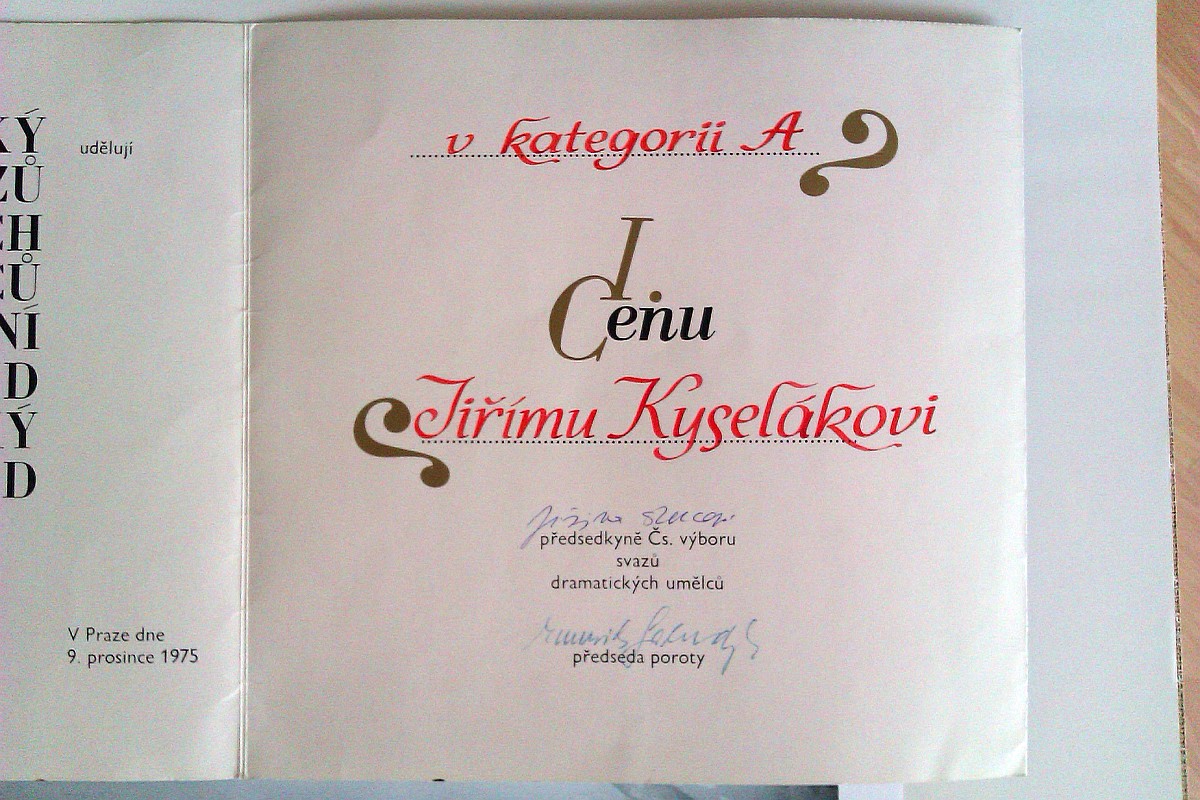 KÝ
ZŮ
CH
CŮ
NÍ
D
KÝ
D
udělují
V Praze dne
9. prosince 1975
v kategorii A
I.
Cenu
Jiřímu Kyselákovi
předsedkyně Čs. výboru
svazů
dramatických umělců
předseda poroty